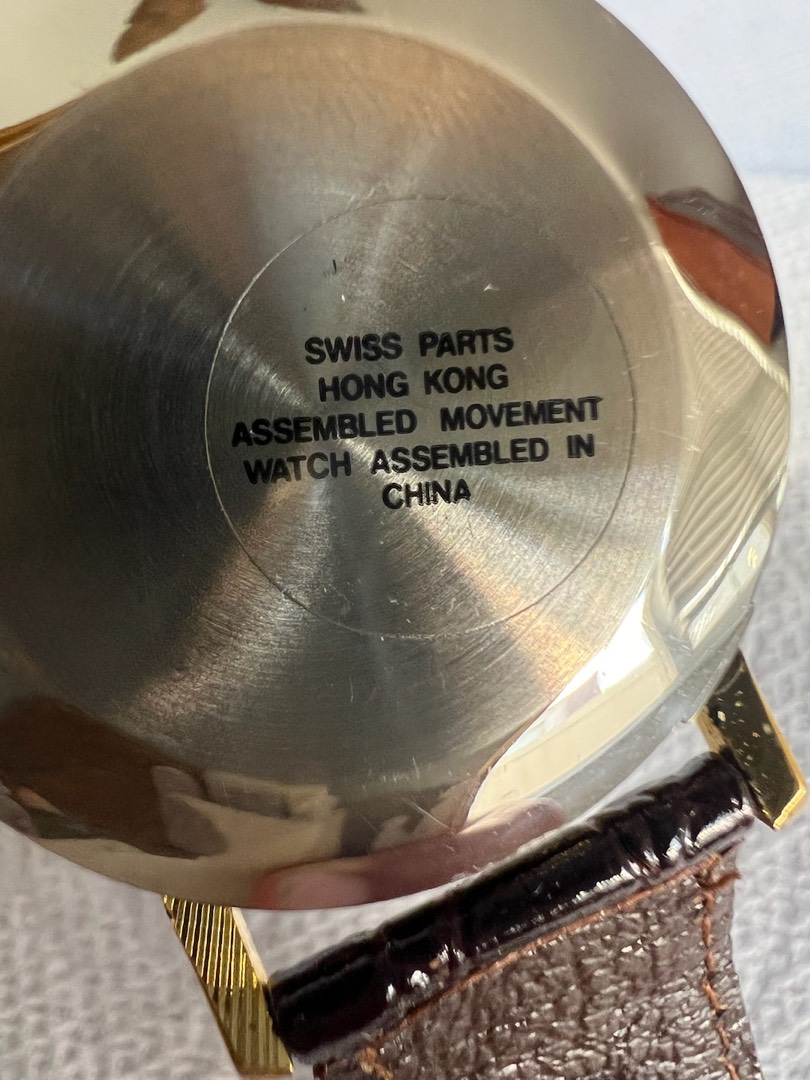 SWISS PARTS
HONG KONG
ASSEMBLED MOVEMENT
WATCH ASSEMBLED IN
CHINA